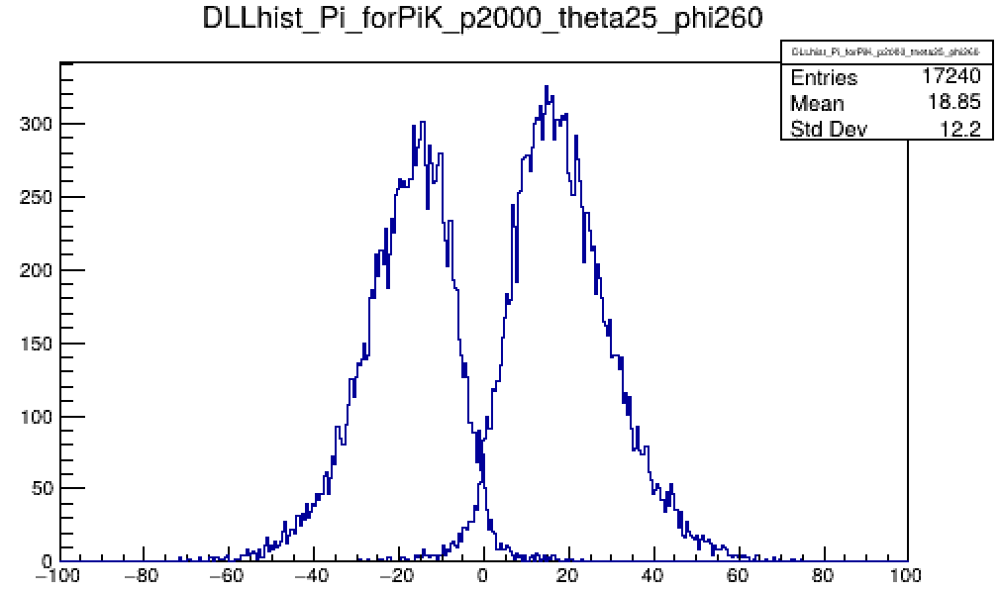 DLLhist_Pi_forPiK_p2000_theta25_phi260
DLLhist_Pi_forPiK_p2000_theta25_phi260
Entries 17240
Mean 18.85
Std Dev 12.2
300
250
200
150
100
50
0
−100 −80 −60 −40 −20 0 20 40 60 80 100